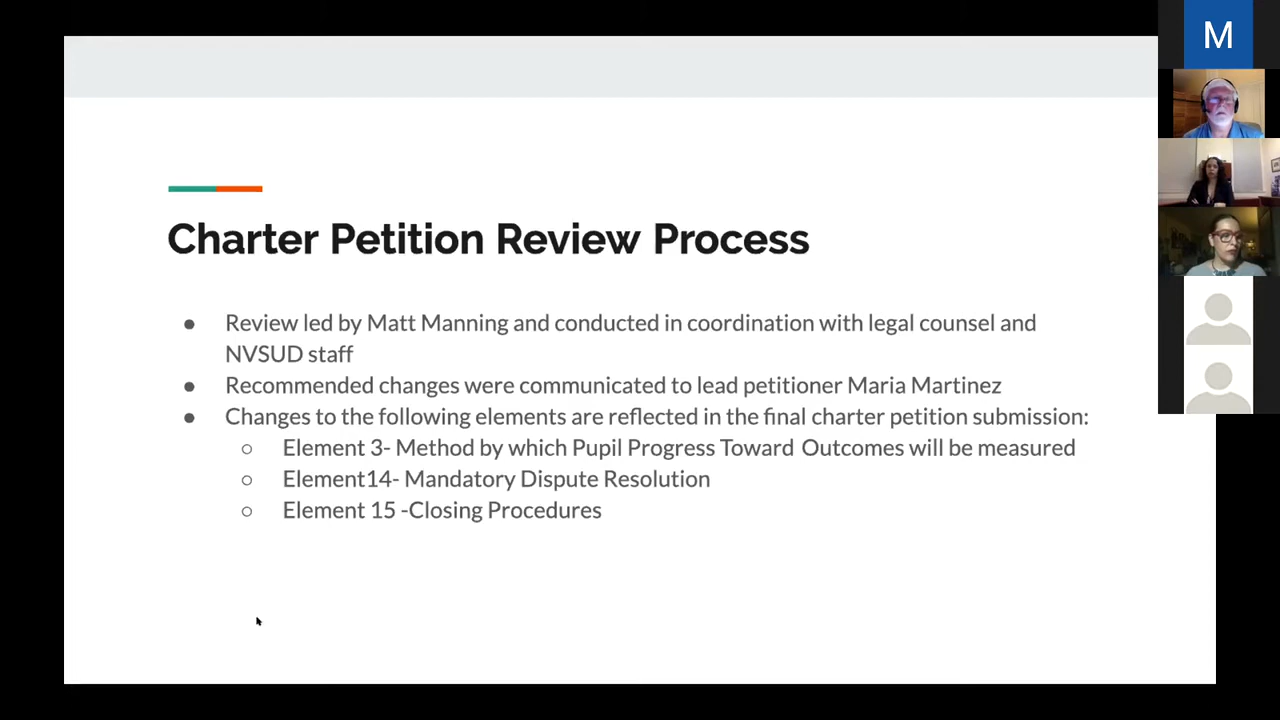 M
Charter Petition Review Process
● Review led by Matt Manning and conducted in coordination with legal counsel and
NVSUD staff
● Recommended changes were communicated to lead petitioner Maria Martinez
● Changes to the following elements are reflected in the final charter petition submission:
○ Element 3- Method by which Pupil Progress Toward Outcomes will be measured
○ Element14- Mandatory Dispute Resolution
○ Element 15 -Closing Procedures